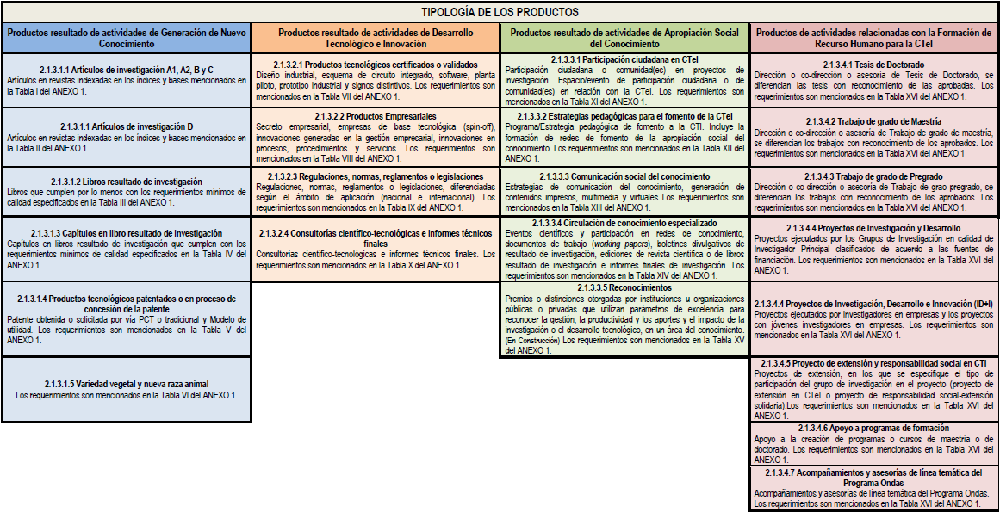 TIPOLOGÍA DE LOS PRODUCTOS
Productos resultado de actividades de Generación de Nuevo
Conocimiento
2.1.3.1.1 Artículos de investigación A1, A2, B y C
Artículos en revistas indexadas en los índices y bases mencionados en
la Tabla I del ANEXO 1.
2.1.3.1.1 Artículos de investigación D
Artículos en revistas indexadas en los índices y bases mencionados en
la Tabla II del ANEXO 1.
2.1.3.1.2 Libros resultado de investigación
Libros que cumplen por lo menos con los requerimientos mínimos de
calidad especificados en la Tabla III del ANEXO 1.
2.1.3.1.3 Capítulos en libro resultado de investigación
Capítulos en libros resultado de investigación que cumplen con los
requerimientos mínimos de calidad especificados en la Tabla IV del
ANEXO 1.
2.1.3.1.4 Productos tecnológicos patentados o en proceso de
concesión de la patente
Patente obtenida o solicitada por vía PCT o tradicional y Modelo de
utilidad. Los requerimientos son mencionados en la Tabla V del
ANEXO 1.
2.1.3.1.5 Variedad vegetal y nueva raza animal
Los requerimientos son mencionados en la Tabla VI del ANEXO 1.
Productos resultado de actividades de Desarrollo
Tecnológico e Innovación
2.1.3.2.1 Productos tecnológicos certificados o validados
Diseño industrial, esquema de circuito integrado, software, planta
piloto, prototipo industrial y signos distintivos. Los requerimientos son
mencionados en la Tabla VII del ANEXO 1.
2.1.3.2.2 Productos Empresariales
Secreto empresarial, empresas de base tecnológica (spin-off),
innovaciones generadas en la gestión empresarial, innovaciones en
procesos, procedimientos y servicios. Los requerimientos son
mencionados en la Tabla VIII del ANEXO 1.
2.1.3.2.3 Regulaciones, normas, reglamentos o legislaciones
Regulaciones, normas, reglamentos o legislaciones, diferenciadas
según el ámbito de aplicación (nacional e internacional). Los
requerimientos son mencionados en la Tabla IX del ANEXO 1.
2.1.3.2.4 Consultorías científico-tecnológicas e informes técnicos
finales
Consultorías científico-tecnológicas e informes técnicos finales. Los
requerimientos son mencionados en la Tabla X del ANEXO 1.
Productos resultado de actividades de Apropiación Social
del Conocimiento
2.1.3.3.1 Participación ciudadana en CTeI
Participación ciudadana o comunidad(es) en proyectos de
investigación. Espacio/evento de participación ciudadana o de
comunidad(es) en relación con la CTeI. Los requerimientos son
mencionados en la Tabla XI del ANEXO 1.
2.1.3.3.2 Estrategias pedagógicas para el fomento de la CTeI
Programa/Estrategia pedagógica de fomento a la CTI. Incluye la
formación de redes de fomento de la apropiación social del
conocimiento. Los requerimientos son mencionados en la Tabla XII del
ANEXO 1.
2.1.3.3.3 Comunicación social del conocimiento
Estrategias de comunicación del conocimiento, generación de
contenidos impresos, multimedia y virtuales Los requerimientos son
mencionados en la Tabla XIII del ANEXO 1.
2.1.3.3.4 Circulación de conocimiento especializado
Eventos científicos y participación en redes de conocimiento,
documentos de trabajo (working papers), boletines divulgativos de
resultado de investigación, ediciones de revista científica o de libros
resultado de investigación e informes finales de investigación. Los
requerimientos son mencionados en la Tabla XIV del ANEXO 1.
2.1.3.3.5 Reconocimientos
Premios o distinciones otorgadas por instituciones u organizaciones
públicas o privadas que utilizan parámetros de excelencia para
reconocer la gestión, la productividad y los aportes y el impacto de la
investigación o el desarrollo tecnológico, en un área del conocimiento.
(En Construcción) Los requerimientos son mencionados en la Tabla XV
del ANEXO 1.
Productos de actividades relacionadas con la Formación de
Recurso Humano para la CTeI
2.1.3.4.1 Tesis de Doctorado
Dirección o co-dirección o asesoría de Tesis de Doctorado, se
diferencian las tesis con reconocimiento de las aprobadas. Los
requerimientos son mencionados en la Tabla XVI del ANEXO 1.
2.1.3.4.2 Trabajo de grado de Maestría
Dirección o co-dirección o asesoría de Trabajo de grado de maestría,
se diferencian los trabajos con reconocimiento de los aprobados. Los
requerimientos son mencionados en la Tabla XVI del ANEXO 1
2.1.3.4.3 Trabajo de grado de Pregrado
Dirección o co-dirección o asesoría de Trabajo de grao pregrado, se
diferencian los trabajos con reconocimiento de los aprobados. Los
requerimientos son mencionados en la Tabla XVI del ANEXO 1.
2.1.3.4.4 Proyectos de Investigación y Desarrollo
Proyectos ejecutados por los Grupos de Investigación en calidad de
Investigador Principal clasificados de acuerdo a las fuentes de
financiación. Los requerimientos son mencionados en la Tabla XVI del
ANEXO 1.
2.1.3.4.4 Proyectos de Investigación, Desarrollo e Innovación (ID+I)
Proyectos ejecutados por investigadores en empresas y los proyectos
con jóvenes investigadores en empresas. Los requerimientos son
mencionados en la Tabla XVI del ANEXO 1.
2.1.3.4.5 Proyecto de extensión y responsabilidad social en CTI
Proyectos de extensión, en los que se especifique el tipo de
participación del grupo de investigación en el proyecto (proyecto de
extensión en CTeI o proyecto de responsabilidad social-extensión
solidaria).Los requerimientos son mencionados en la Tabla XVI del
ANEXO 1.
2.1.3.4.6 Apoyo a programas de formación
Apoyo a la creación de programas o cursos de maestría o de
doctorado. Los requerimientos son mencionados en la Tabla XVI del
ANEXO 1.
2.1.3.4.7 Acompañamientos y asesorías de línea temática del
Programa Ondas
Acompañamientos y asesorías de línea temática del Programa Ondas.
Los requerimientos son mencionados en la Tabla XVI del ANEXO 1.